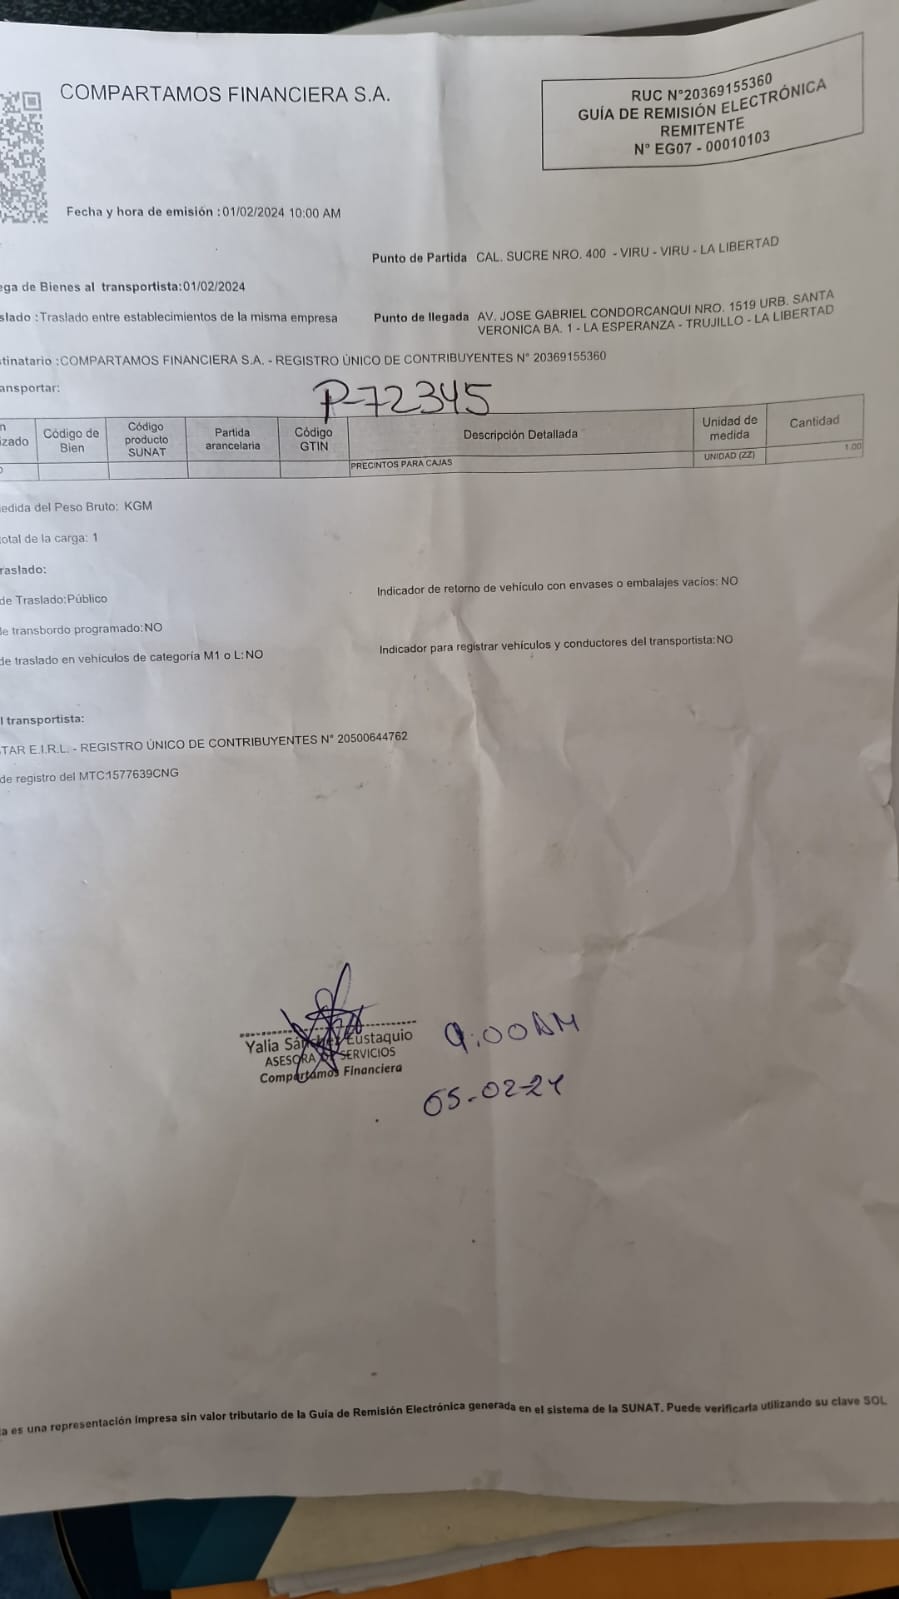 COMPARTAMOS FINANCIERA S.A.
RUC N°20369155360
GUÍA DE REMISIÓN ELECTRÓNICA
REMITENTE
N° EG07 - 00010103
Fecha y hora de emisión :01/02/2024 10:00 AM
Punto de Partida CAL. SUCRE NRO. 400 - VIRU - VIRU - LA LIBERTAD
ega de Bienes al transportista:01/02/2024
slado :Traslado entre establecimientos de la misma empresa
Punto de llegada AV. JOSE GABRIEL CONDORCANQUI NRO. 1519 URB. SANTA
VERONICA BA. 1 - LA ESPERANZA - TRUJILLO - LA LIBERTAD
tinatario :COMPARTAMOS FINANCIERA S.A. - REGISTRO ÚNICO DE CONTRIBUYENTES N° 20369155360
ansportar:
P-72345
n
izado
Código de
Bien
Código
producto
SUNAT
Partida
arancelaria
Código
GTIN
Descripción Detallada
Unidad de
medida
Cantidad
O
PRECINTOS PARA CAJAS
UNIDAD (ZZ)
1.00
edida del Peso Bruto: KGM
otal de la carga: 1
raslado:
de Traslado:Público
Indicador de retorno de vehículo con envases o embalajes vacíos: NO
de transbordo programado:NO
de traslado en vehículos de categoría M1 o L:NO
Indicador para registrar vehículos y conductores del transportista:NO
l transportista:
TAR E.I.R.L. - REGISTRO ÚNICO DE CONTRIBUYENTES N° 20500644762
de registro del MTC:1577639CNG
Yalia Sánchez Eustaquio
ASESORA DE SERVICIOS
Compartamos Financiera
9:00AM
05-02-24
a es una representación impresa sin valor tributario de la Guía de Remisión Electrónica generada en el sistema de la SUNAT. Puede verificarla utilizando su clave SOL